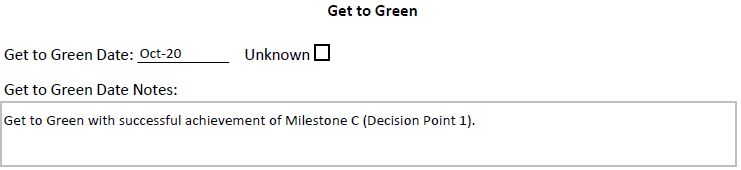 Get to Green
Get to Green Date: Oct-20 Unknown
Get to Green Date Notes:
Get to Green with successful achievement of Milestone C (Decision Point 1).